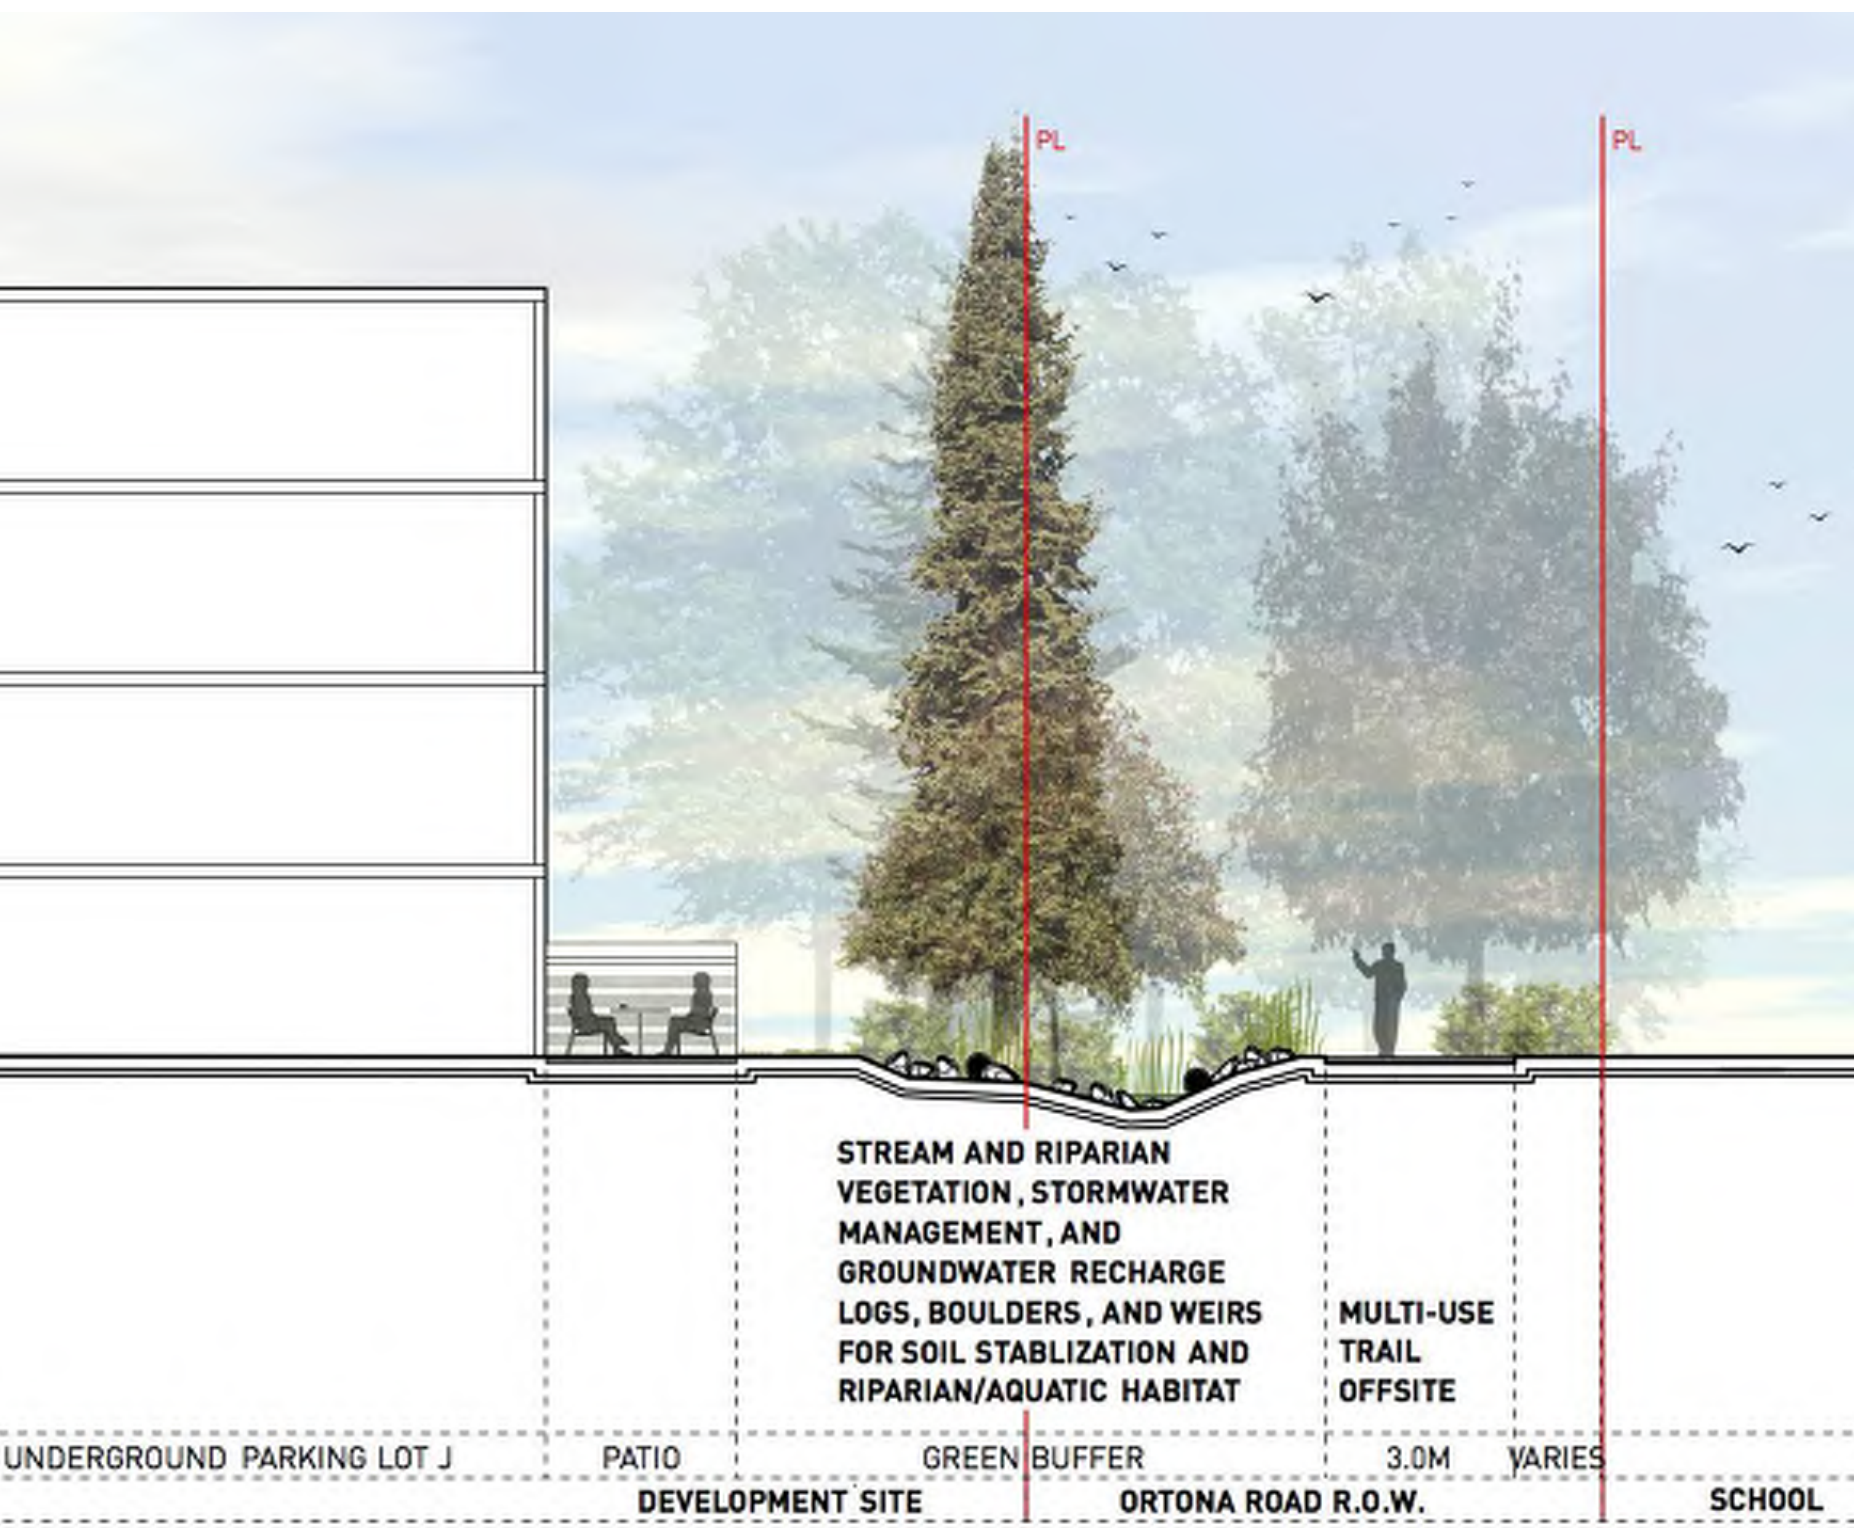 PL
PL
STREAM AND RIPARIAN
VEGETATION, STORMWATER
MANAGEMENT, AND
GROUNDWATER RECHARGE
LOGS, BOULDERS, AND WEIRS
FOR SOIL STABLIZATION AND
RIPARIAN/AQUATIC HABITAT
MULTI-USE
TRAIL
OFFSITE
UNDERGROUND PARKING LOT J
PATIO
GREEN BUFFER
3.0M
VARIES
DEVELOPMENT SITE
ORTONA ROAD R.O.W.
SCHOOL